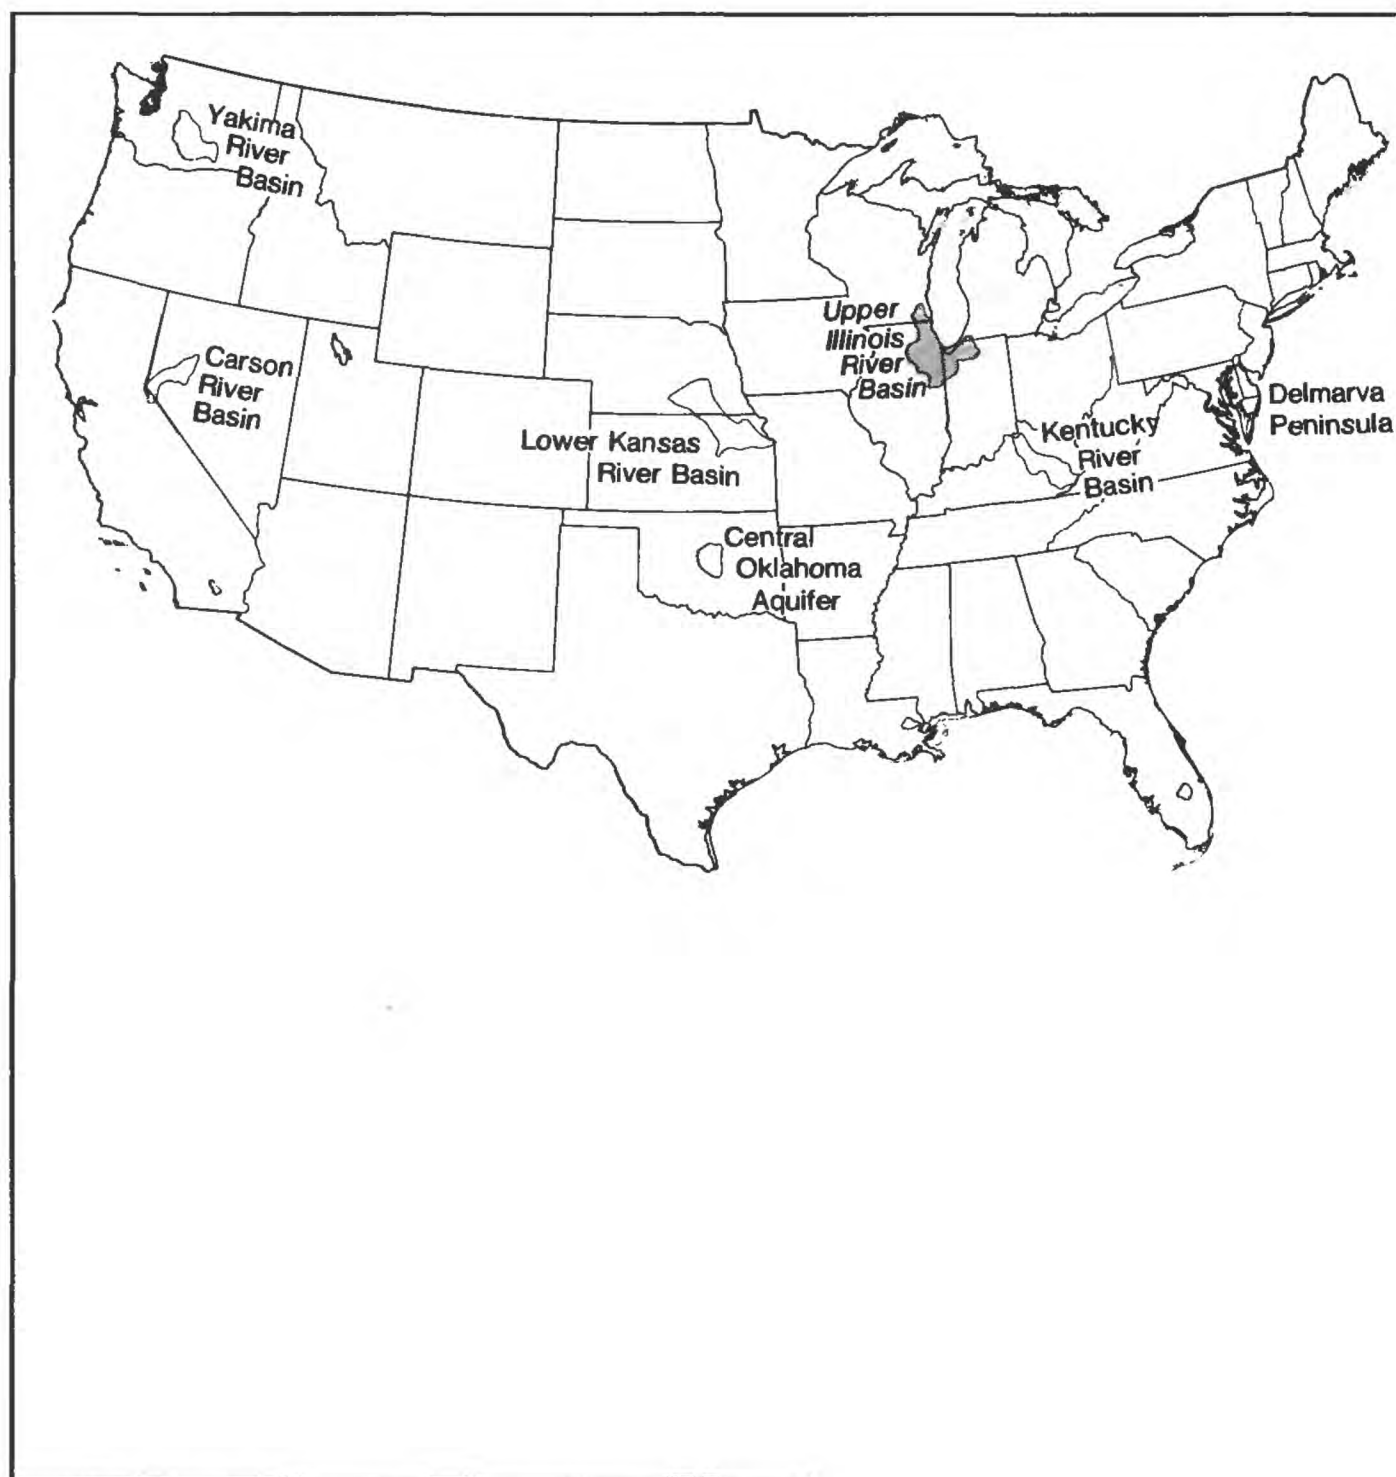 Yakima
River
Basin
Carson
River
Basin
Upper
Illinois
River
Basin
Lower Kansas
River Basin
Kentucky
River
Basin
Delmarva
Peninsula
Central
Oklahoma
Aquifer